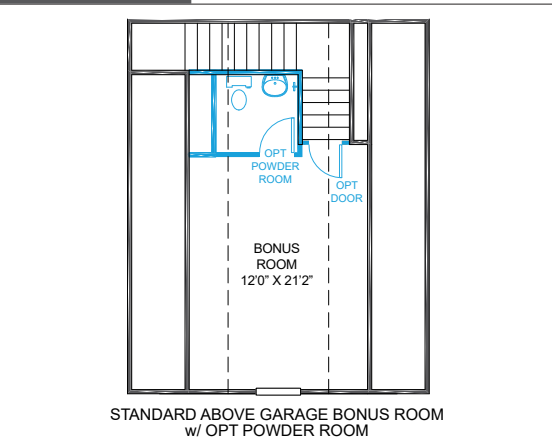 OPT
POWDER
ROOM
OPT
DOOR
BONUS
ROOM
12'0" X 21'2"
STANDARD ABOVE GARAGE BONUS ROOM
w/ OPT POWDER ROOM